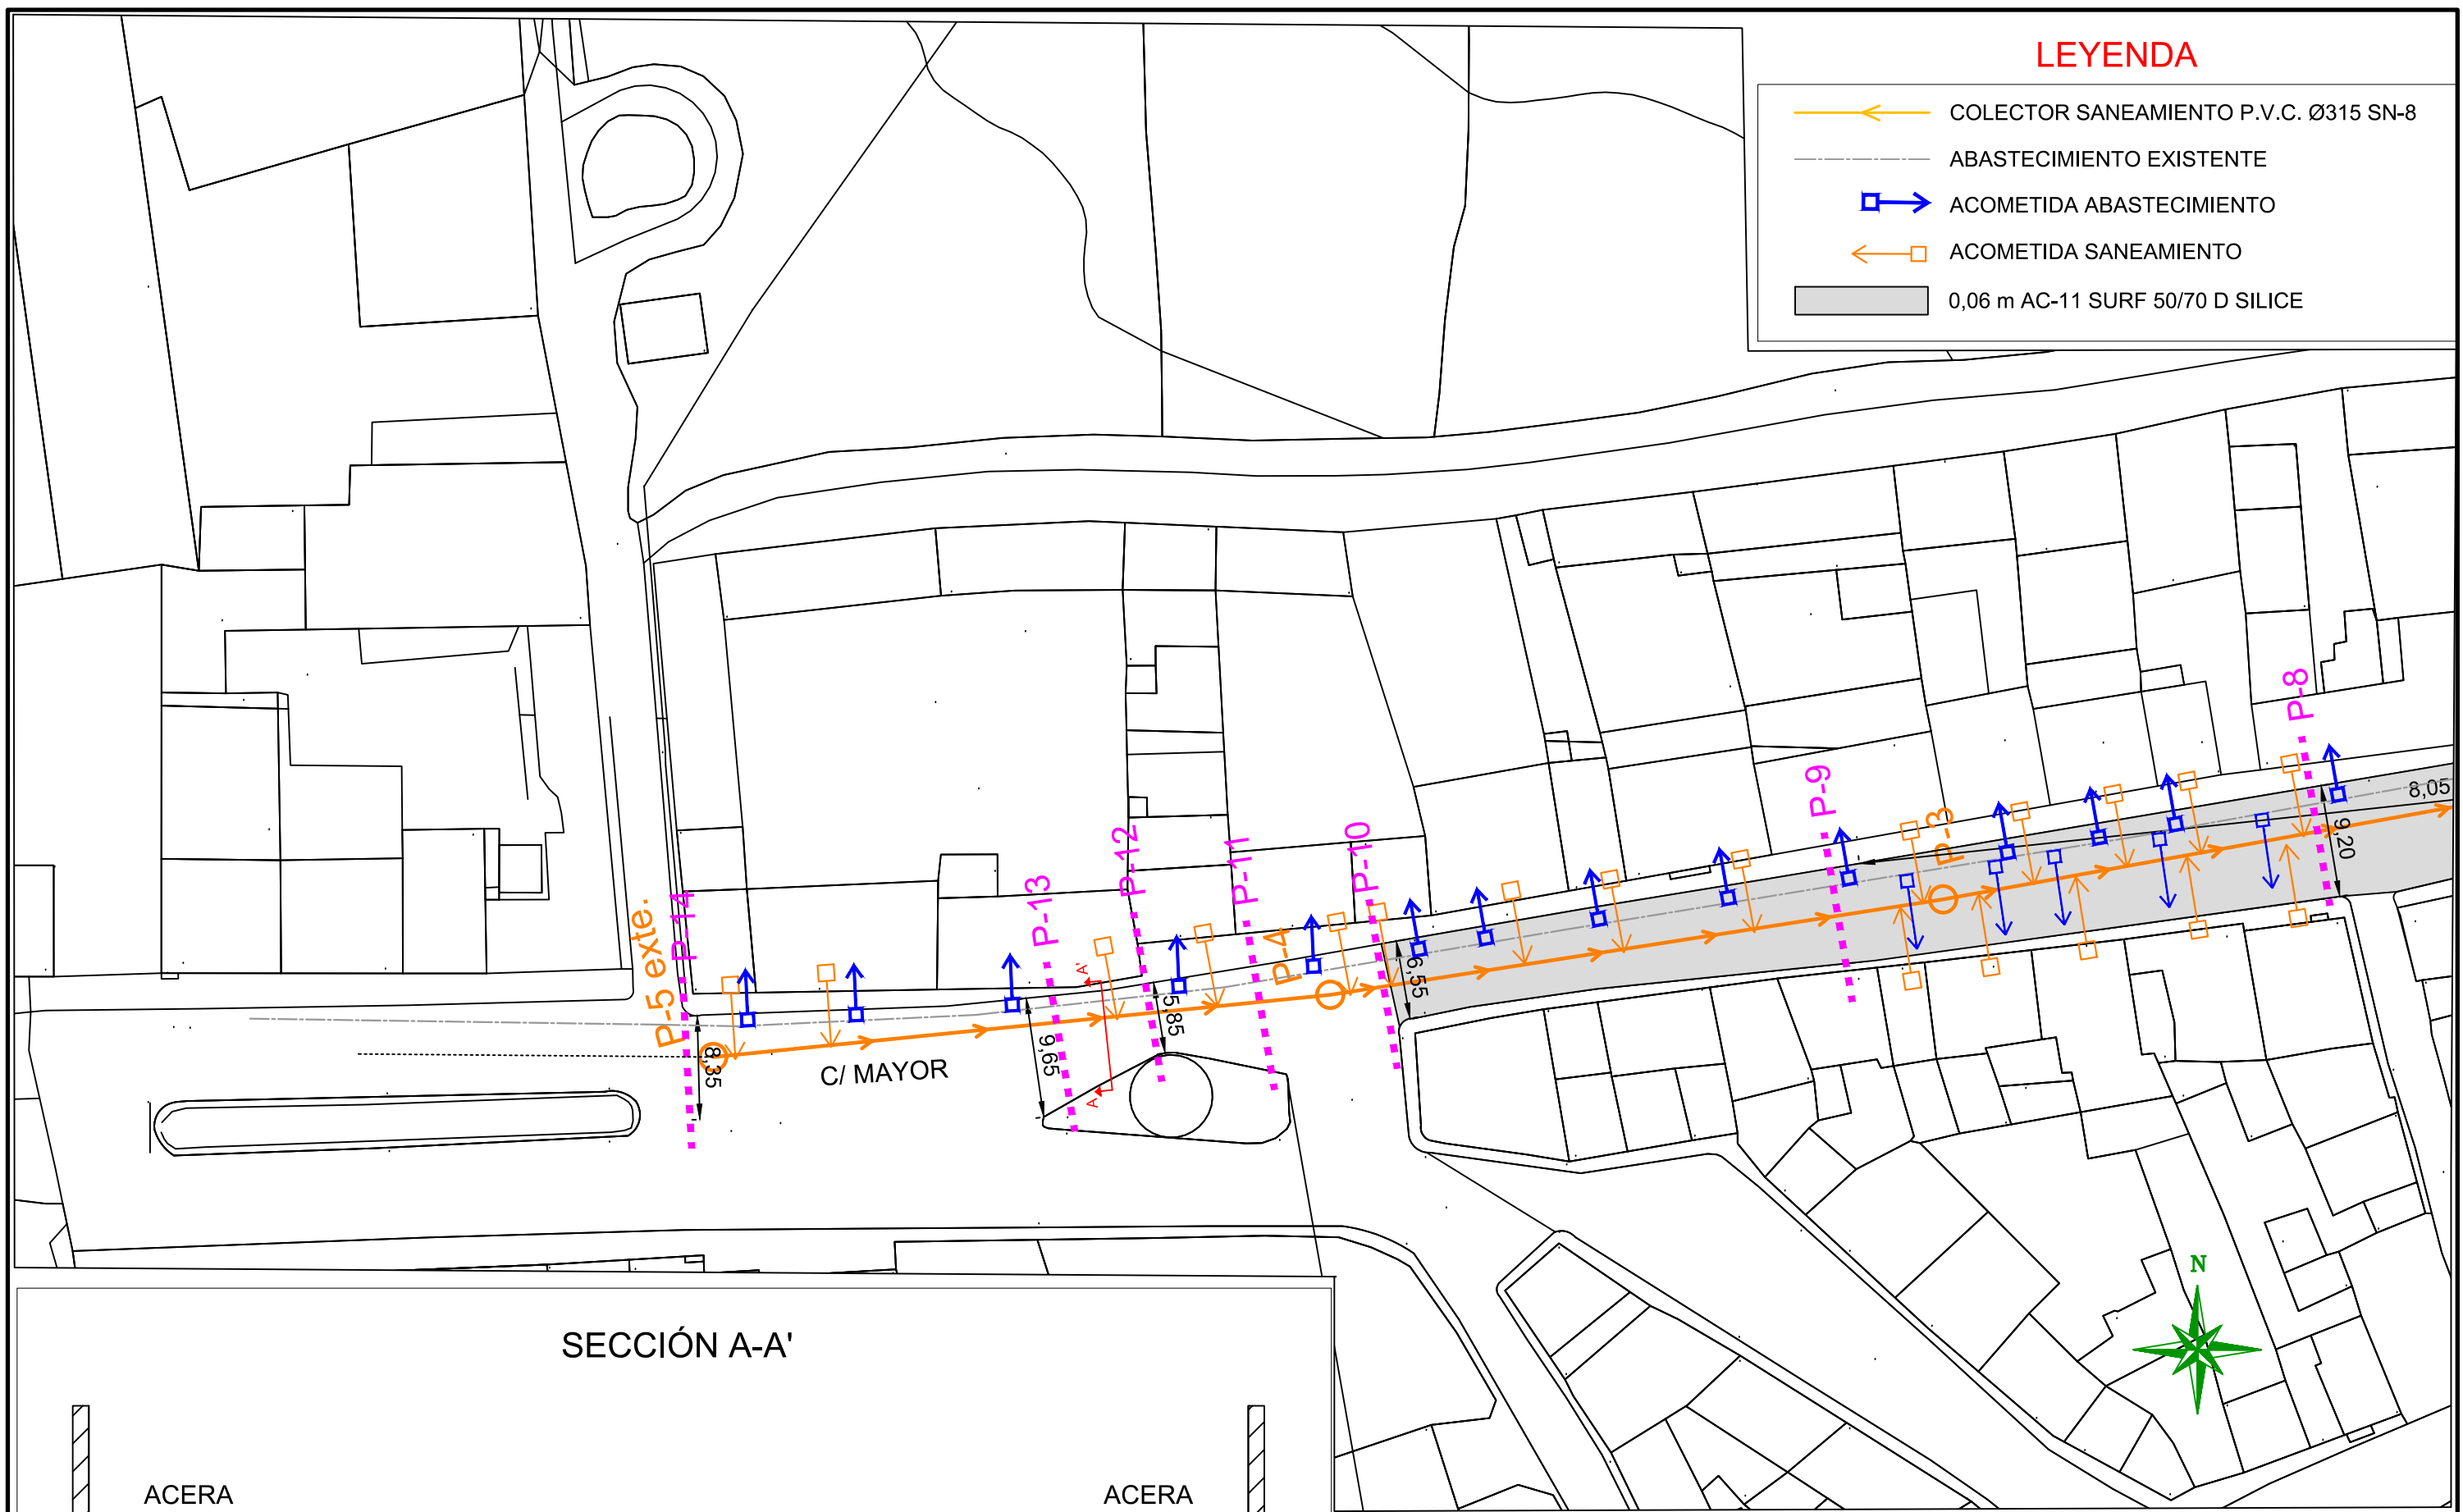 LEYENDA
COLECTOR SANEAMIENTO P.V.C. Ø315 SN-8
ABASTECIMIENTO EXISTENTE
ACOMETIDA ABASTECIMIENTO
ACOMETIDA SANEAMIENTO
0,06 m AC-11 SURF 50/70 D SILICE
P-8
P-9
P-3
8,05
9,20
P-10
P-11
P-12
P-13
P-14
P-5 exte.
P-4
6,55
5,85
9,65
8,35
A'
A
C/ MAYOR
N
SECCIÓN A-A'
ACERA
ACERA